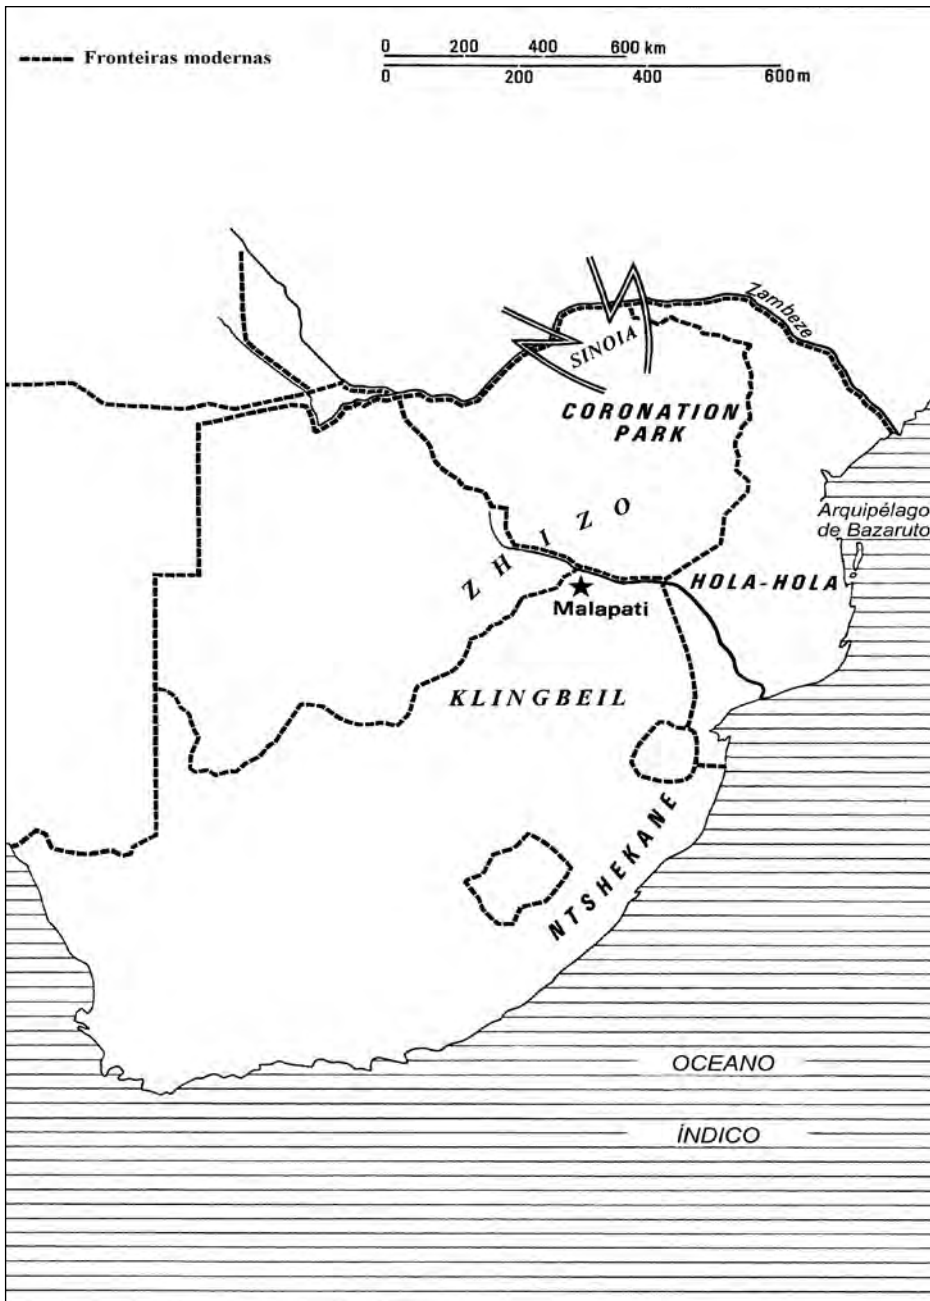 Fronteiras modernas
0 200 400 600 km
0 200 400 600 m
Zambeze
SINOIA
CORONATION
PARK
Arquipélago
de Bazaruto
ZHIZO
HOLA-HOLA
Malapati
KLINGBEIL
NTSHEKANE
OCEANO
ÍNDICO